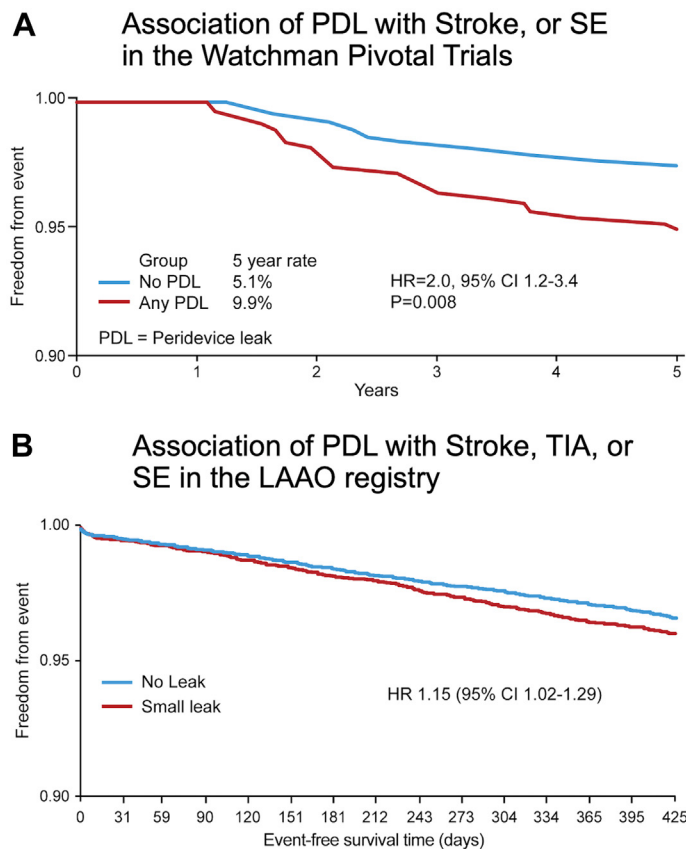 A
Association of PDL with Stroke, or SE
in the Watchman Pivotal Trials
Freedom from event
1.00
0.95
0.90
Group 5 year rate
No PDL 5.1%
Any PDL 9.9%
HR=2.0, 95% CI 1.2-3.4
P=0.008
PDL = Peridevice leak
0 1 2 3 4 5
Years
B
Association of PDL with Stroke, TIA, or
SE in the LAAO registry
Freedom from event
1.00
0.95
0.90
No Leak
Small leak
HR 1.15 (95% CI 1.02-1.29)
0 31 59 90 120 151 181 212 243 273 304 334 365 395 425
Event-free survival time (days)